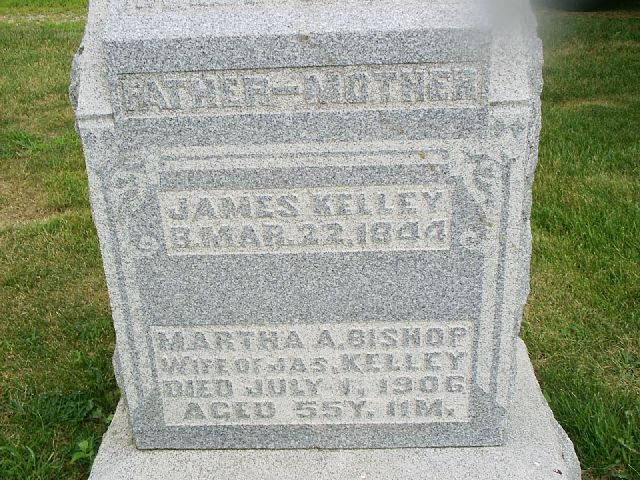 FATHER-MOTHER
JAMES KELLEY
B. MAR. 22, 1844
MARTHA A. BISHOP
WIFE OF JAS. KELLEY
DIED JULY 1, 1906
AGED 55Y. 11M.